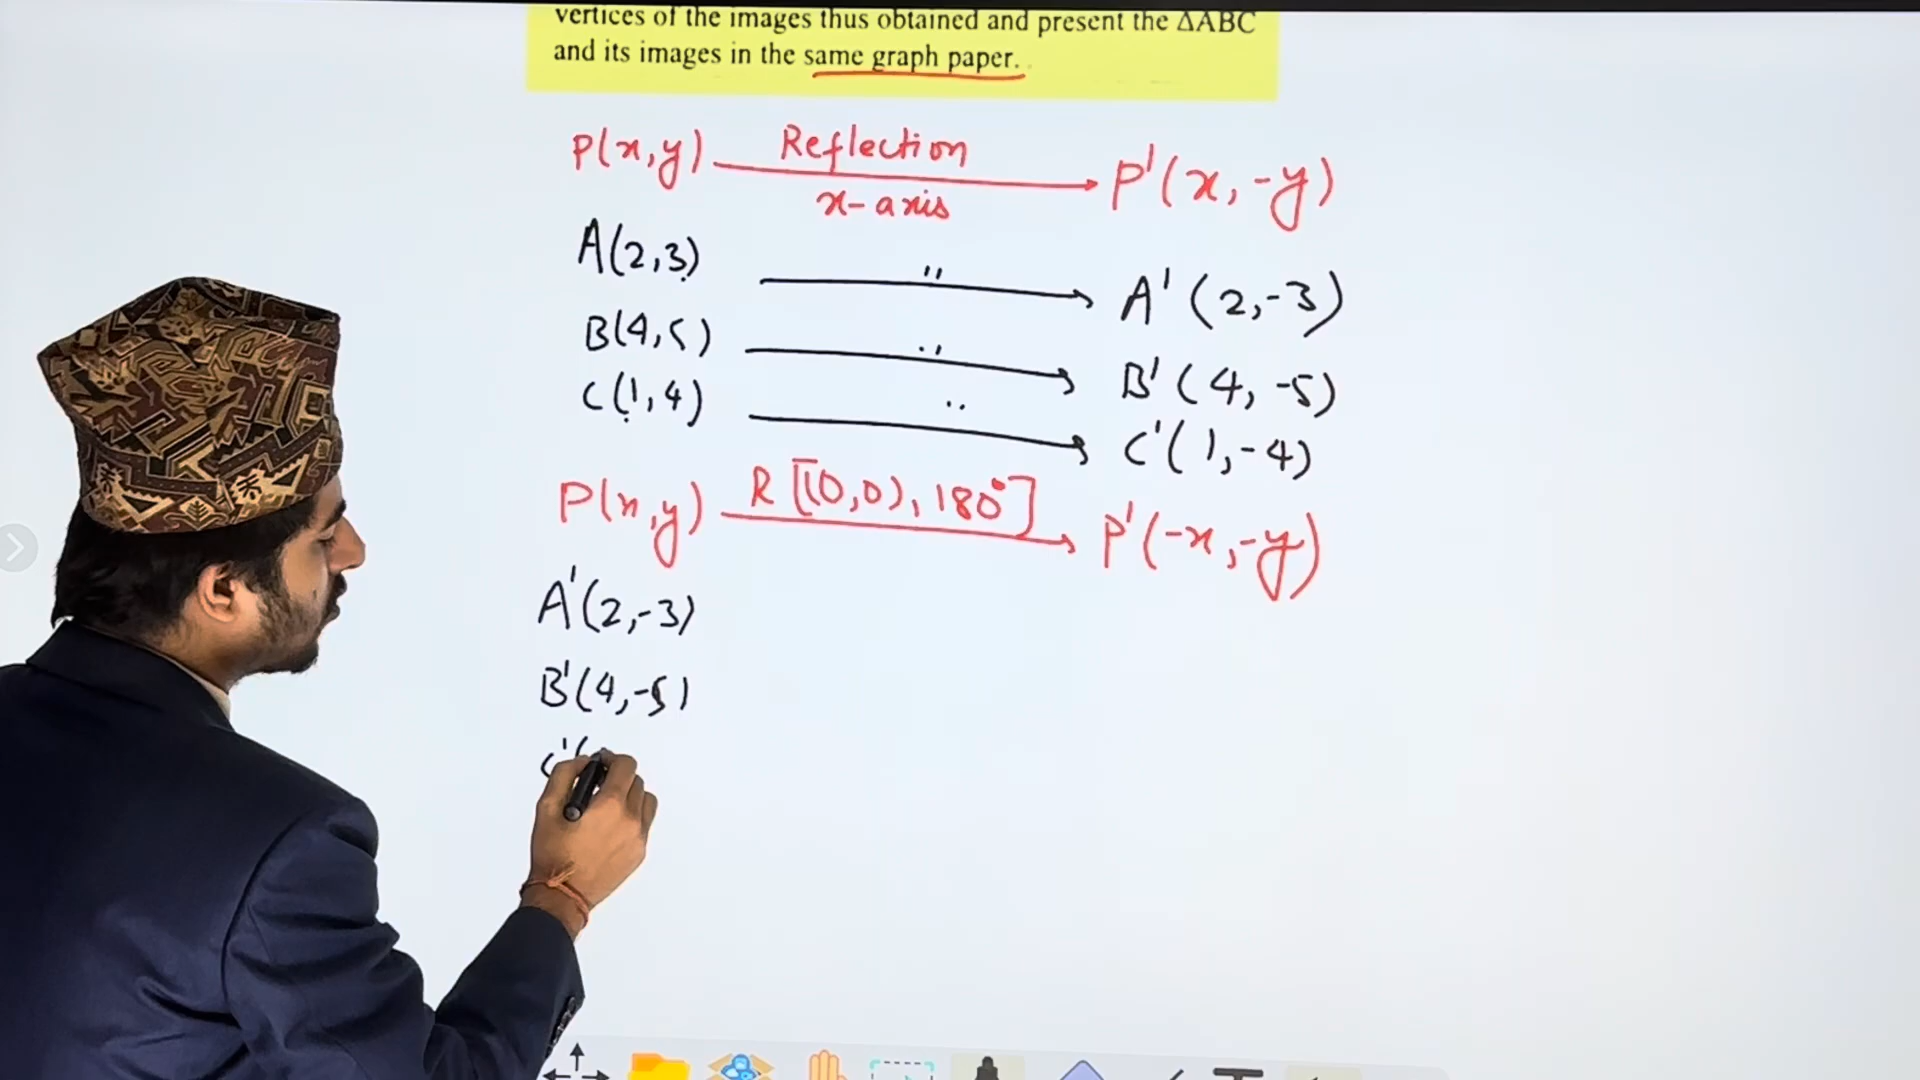 vertices of the images thus obtained and present the ΔABC
and its images in the same graph paper.
P(x,y) Reflection x-axis P'(x,-y)
A(2,3) " A'(2,-3)
B(4,5) " B'(4,-5)
C(1,4) " C'(1,-4)
P(x,y) R[(0,0),180°] P'(-x,-y)
A'(2,-3)
B'(4,-5)
C'(